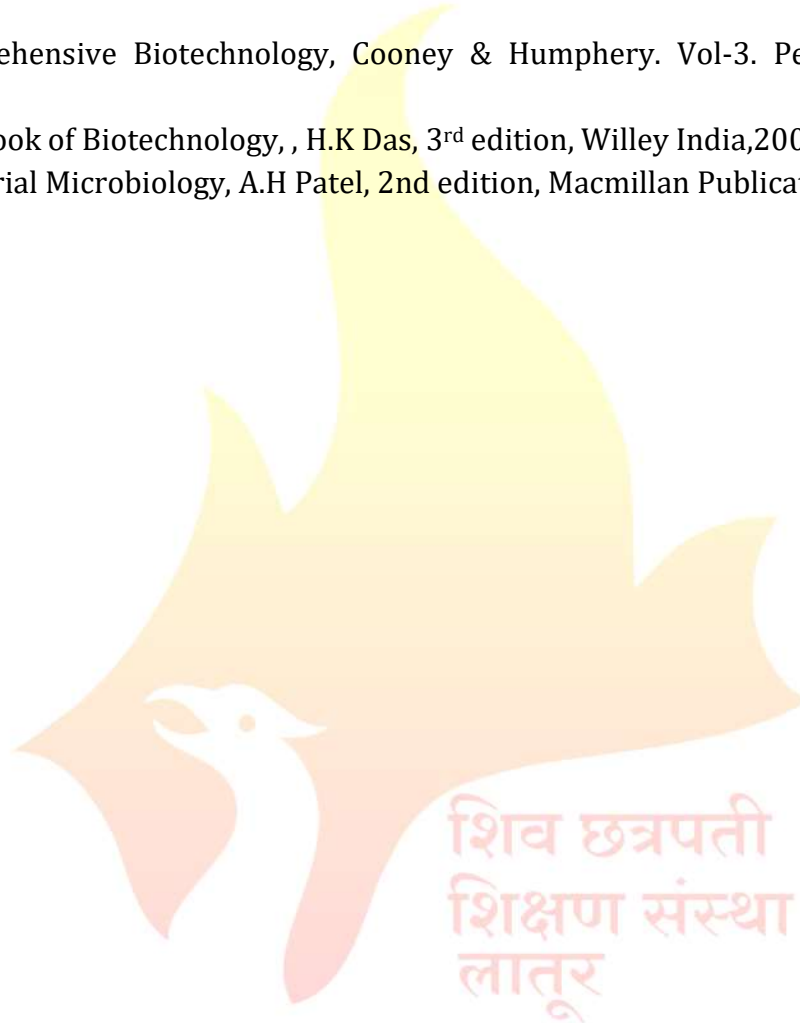 ehensive Biotechnology, Cooney & Humphery. Vol-3. Pe
ook of Biotechnology, , H.K Das, 3rd edition, Willey India,200
rial Microbiology, A.H Patel, 2nd edition, Macmillan Publica
शिव छत्रपती
शिक्षण संस्था
लातूर